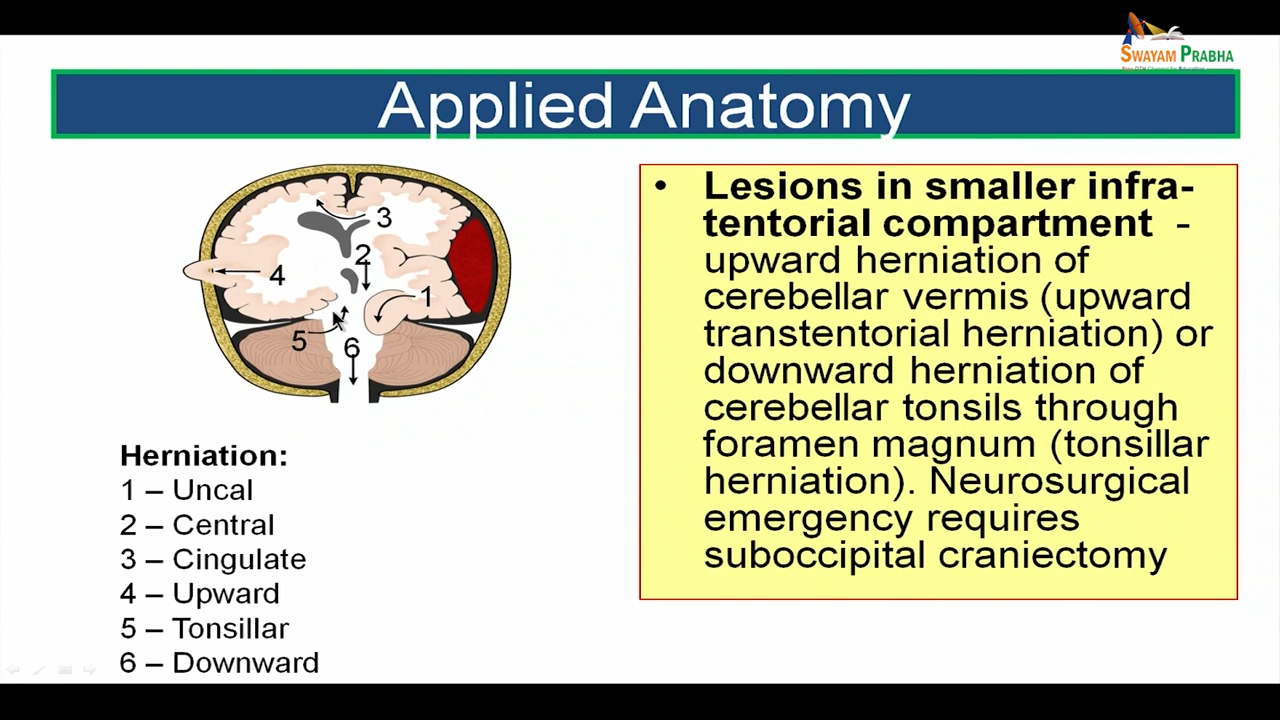 SWAYAM PRABHA
Applied Anatomy
3
2
4
1
5
6
Herniation:
1 – Uncal
2 – Central
3 – Cingulate
4 – Upward
5 – Tonsillar
6 – Downward
• Lesions in smaller infra-
tentorial compartment -
upward herniation of
cerebellar vermis (upward
transtentorial herniation) or
downward herniation of
cerebellar tonsils through
foramen magnum (tonsillar
herniation). Neurosurgical
emergency requires
suboccipital craniectomy